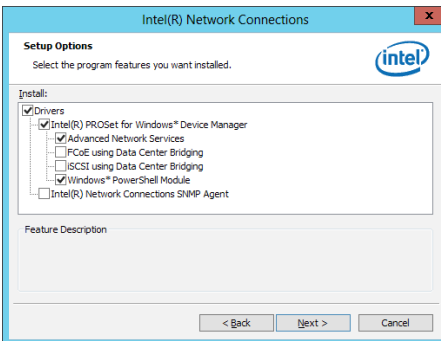 Intel(R) Network Connections
x
Setup Options
Select the program features you want installed.
intel
Install:
Drivers
Intel(R) PROSet for Windows* Device Manager
Advanced Network Services
FCoE using Data Center Bridging
iSCSI using Data Center Bridging
Windows* PowerShell Module
Intel(R) Network Connections SNMP Agent
Feature Description
< Back
Next >
Cancel